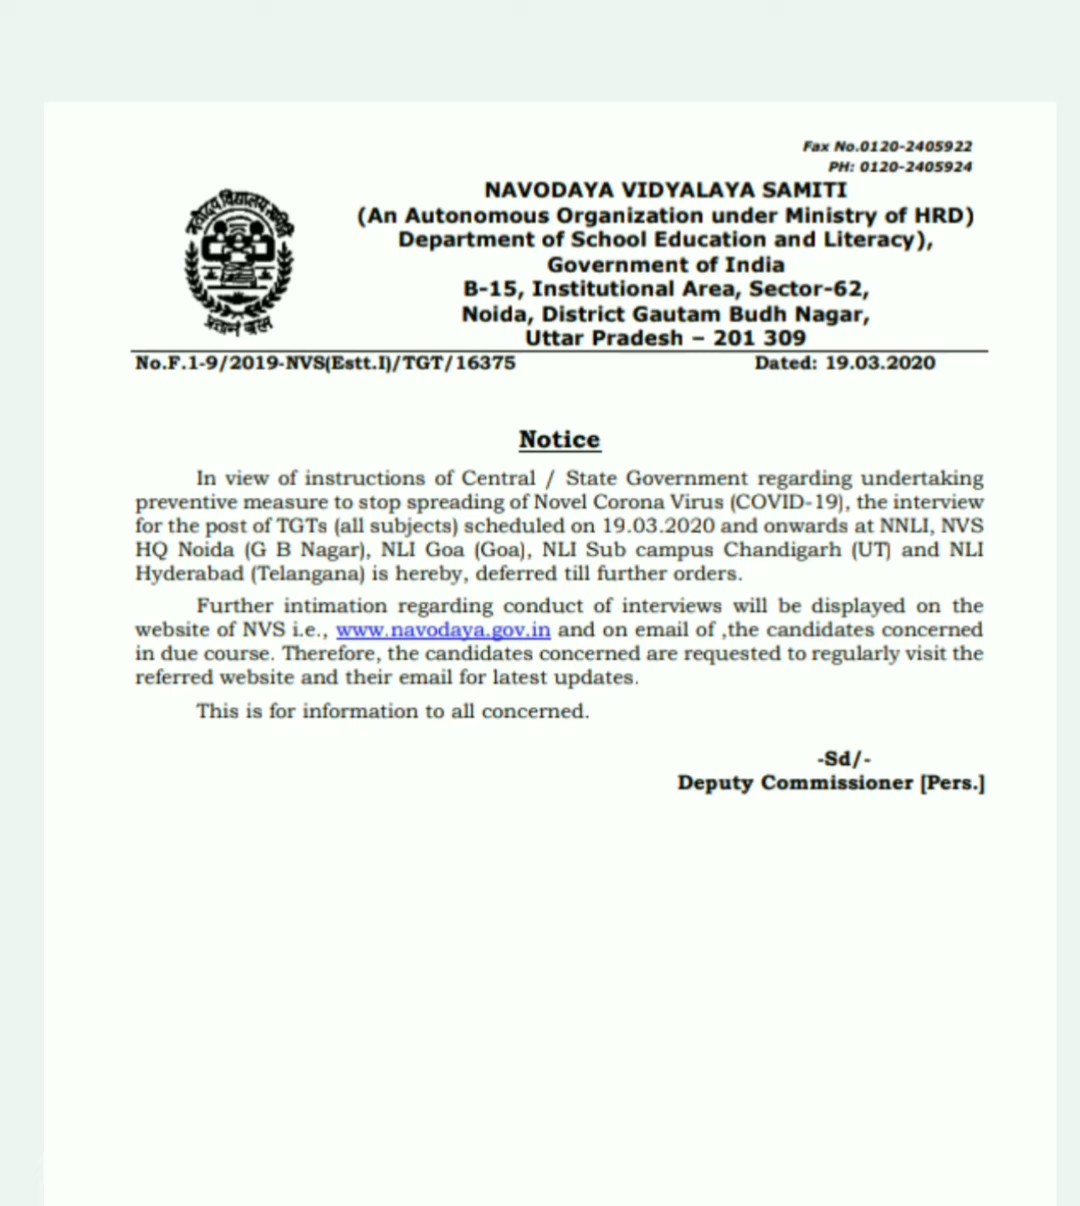 Fax No.0120-2405922
PH: 0120-2405924
NAVODAYA VIDYALAYA SAMITI
(An Autonomous Organization under Ministry of HRD)
Department of School Education and Literacy),
Government of India
B-15, Institutional Area, Sector-62,
Noida, District Gautam Budh Nagar,
Uttar Pradesh – 201 309
नवोदय विद्यालय समिति
No.F.1-9/2019-NVS(Estt.I)/TGT/16375 Dated: 19.03.2020
Notice
In view of instructions of Central / State Government regarding undertaking
preventive measure to stop spreading of Novel Corona Virus (COVID-19), the interview
for the post of TGTs (all subjects) scheduled on 19.03.2020 and onwards at NNLI, NVS
HQ Noida (G B Nagar), NLI Goa (Goa), NLI Sub campus Chandigarh (UT) and NLI
Hyderabad (Telangana) is hereby, deferred till further orders.
Further intimation regarding conduct of interviews will be displayed on the
website of NVS i.e., www.navodaya.gov.in and on email of ,the candidates concerned
in due course. Therefore, the candidates concerned are requested to regularly visit the
referred website and their email for latest updates.
This is for information to all concerned.
-Sd/-
Deputy Commissioner [Pers.]